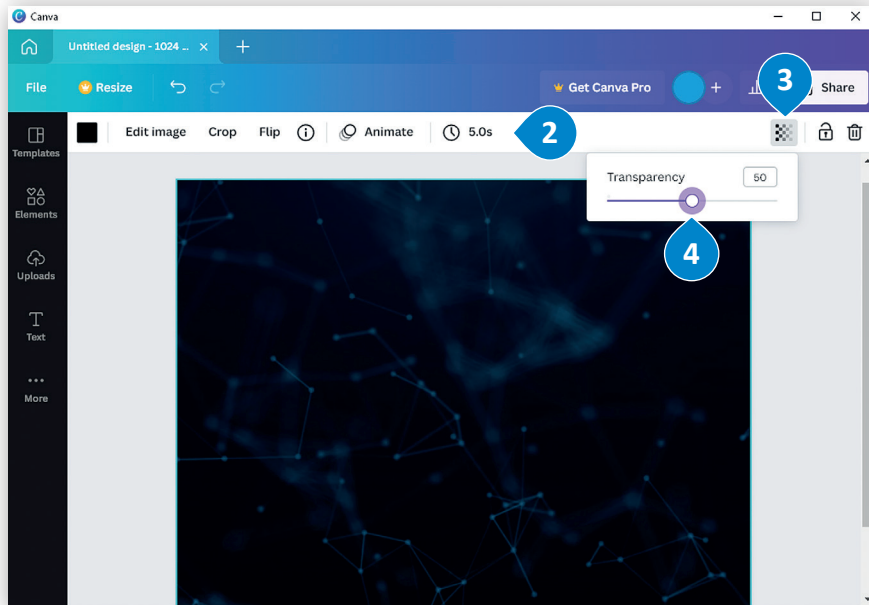 Canva
Untitled design - 1024 ...
File
Resize
Get Canva Pro
3
Share
Edit image
Crop
Flip
Animate
5.0s
2
Templates
Transparency
50
Elements
4
Uploads
Text
More